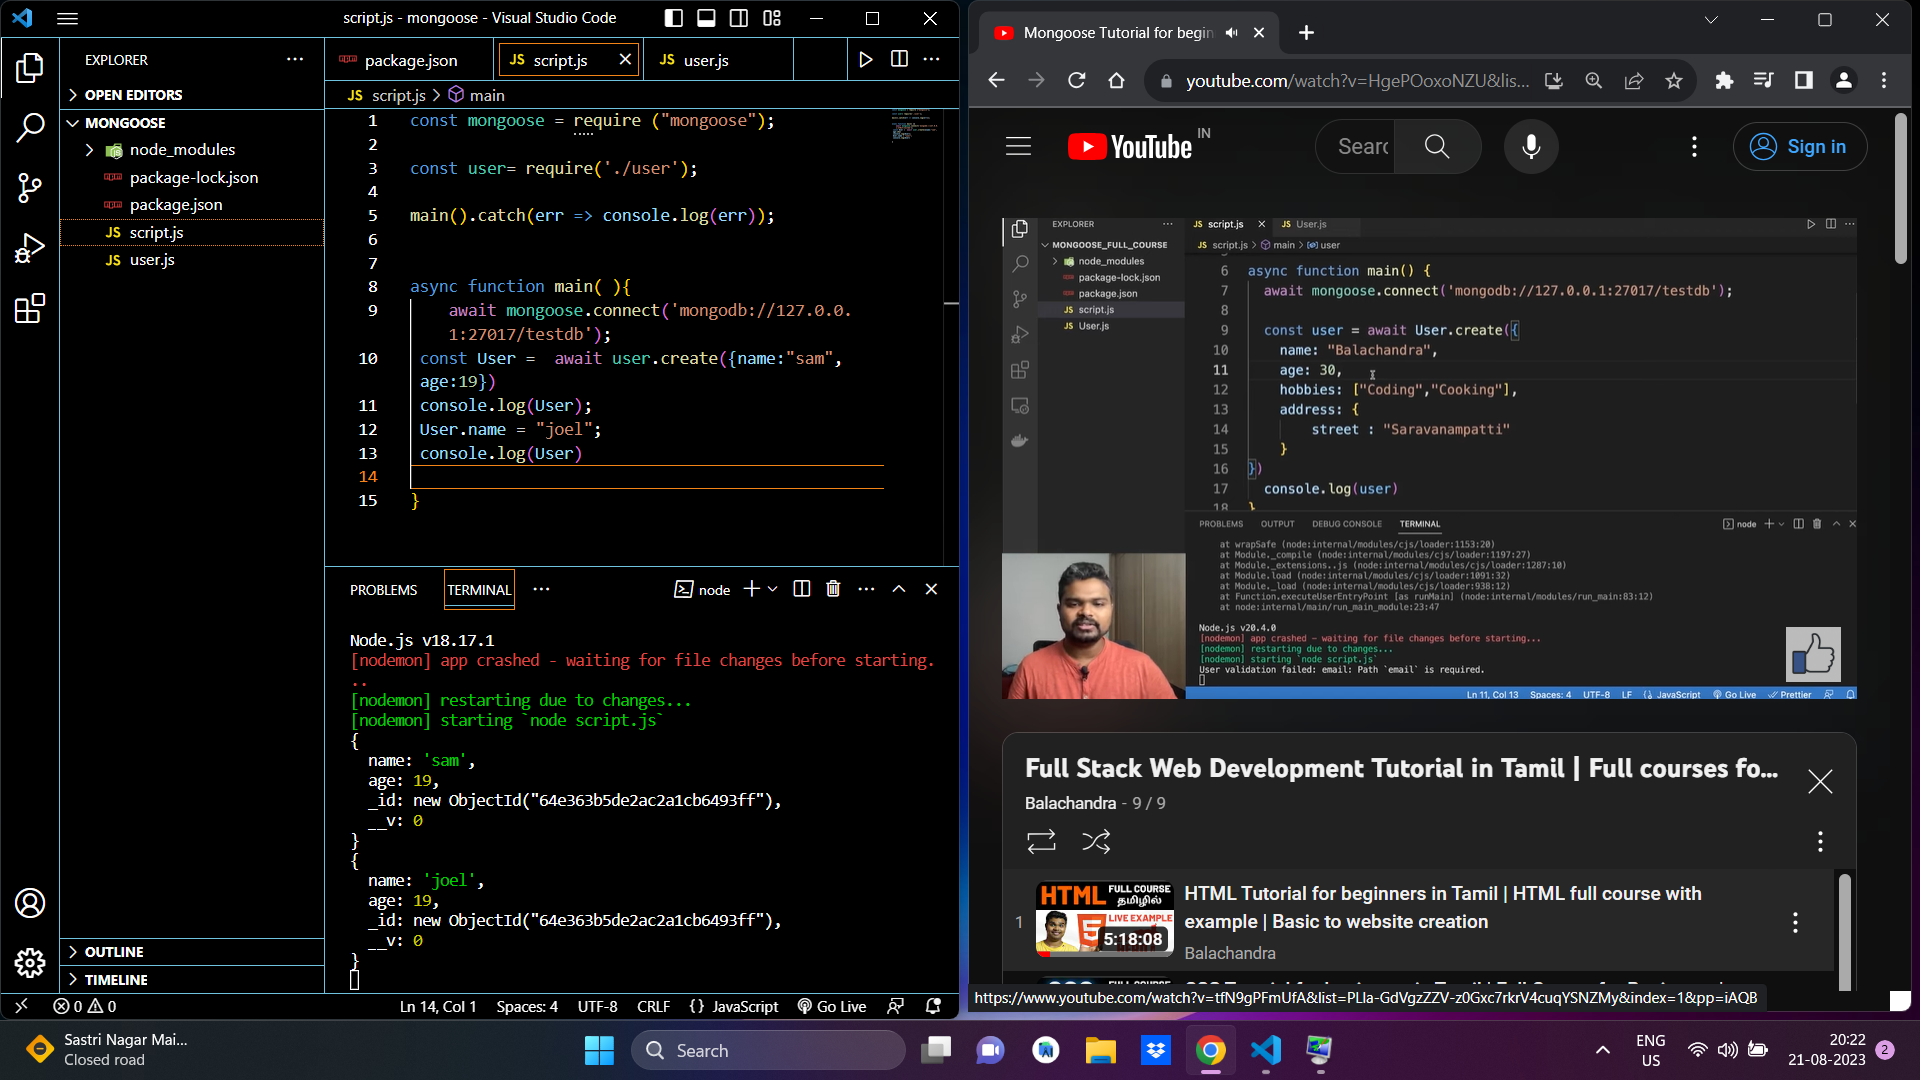 script.js - mongoose - Visual Studio Code
EXPLORER
OPEN EDITORS
MONGOOSE
node_modules
package-lock.json
package.json
script.js
user.js
OUTLINE
TIMELINE
package.json
JS script.js
JS user.js
JS script.js > main
1 const mongoose = require ("mongoose");
2
3 const user= require('./user');
4
5 main().catch(err => console.log(err));
6
7
8 async function main( ){
9 await mongoose.connect('mongodb://127.0.0.
1:27017/testdb');
10 const User = await user.create({name:"sam",
age:19})
11 console.log(User);
12 User.name = "joel";
13 console.log(User)
14
15 }
PROBLEMS TERMINAL
node
Node.js v18.17.1
[nodemon] app crashed - waiting for file changes before starting.
..
[nodemon] restarting due to changes...
[nodemon] starting `node script.js`
{
name: 'sam',
age: 19,
_id: new ObjectId("64e363b5de2ac2a1cb6493ff"),
__v: 0
}
{
name: 'joel',
age: 19,
_id: new ObjectId("64e363b5de2ac2a1cb6493ff"),
__v: 0
}
0 0
Ln 14, Col 1 Spaces: 4 UTF-8 CRLF {} JavaScript Go Live
Mongoose Tutorial for begin
youtube.com/watch?v=HgePOoxoNZU&lis...
YouTube IN
Searc
Sign in
EXPLORER
MONGOOSE_FULL_COURSE
node_modules
package-lock.json
package.json
JS script.js
JS User.js
JS script.js JS User.js
JS script.js > main > user
6 async function main() {
7 await mongoose.connect('mongodb://127.0.0.1:27017/testdb');
8
9 const user = await User.create({
10 name: "Balachandra",
11 age: 30,
12 hobbies: ["Coding","Cooking"],
13 address: {
14 street : "Saravanampatti"
15 }
16 })
17 console.log(user)
18 }
PROBLEMS OUTPUT DEBUG CONSOLE TERMINAL
node
at wrapSafe (node:internal/modules/cjs/loader:1153:20)
at Module._compile (node:internal/modules/cjs/loader:1197:27)
at Module._extensions..js (node:internal/modules/cjs/loader:1287:10)
at Module.load (node:internal/modules/cjs/loader:1091:32)
at Module._load (node:internal/modules/cjs/loader:938:12)
at Function.executeUserEntryPoint [as runMain] (node:internal/modules/run_main:83:12)
at node:internal/main/run_main_module:23:47
Node.js v20.4.0
[nodemon] app crashed - waiting for file changes before starting...
[nodemon] restarting due to changes...
[nodemon] starting `node script.js`
User validation failed: email: Path `email` is required.
Ln 11, Col 13 Spaces: 4 UTF-8 LF JavaScript Go Live Prettier
Full Stack Web Development Tutorial in Tamil | Full courses fo...
Balachandra - 9 / 9
1
HTML FULL COURSE
தமிழில்
LIVE EXAMPLE
5:18:08
HTML Tutorial for beginners in Tamil | HTML full course with
example | Basic to website creation
Balachandra
https://www.youtube.com/watch?v=tfN9gPFmUfA&list=PLIa-GdVgzZZV-z0Gxc7rkrV4cuqYSNZMy&index=1&pp=iAQB
Sastri Nagar Mai...
Closed road
Search
ENG
US
20:22
21-08-2023
2